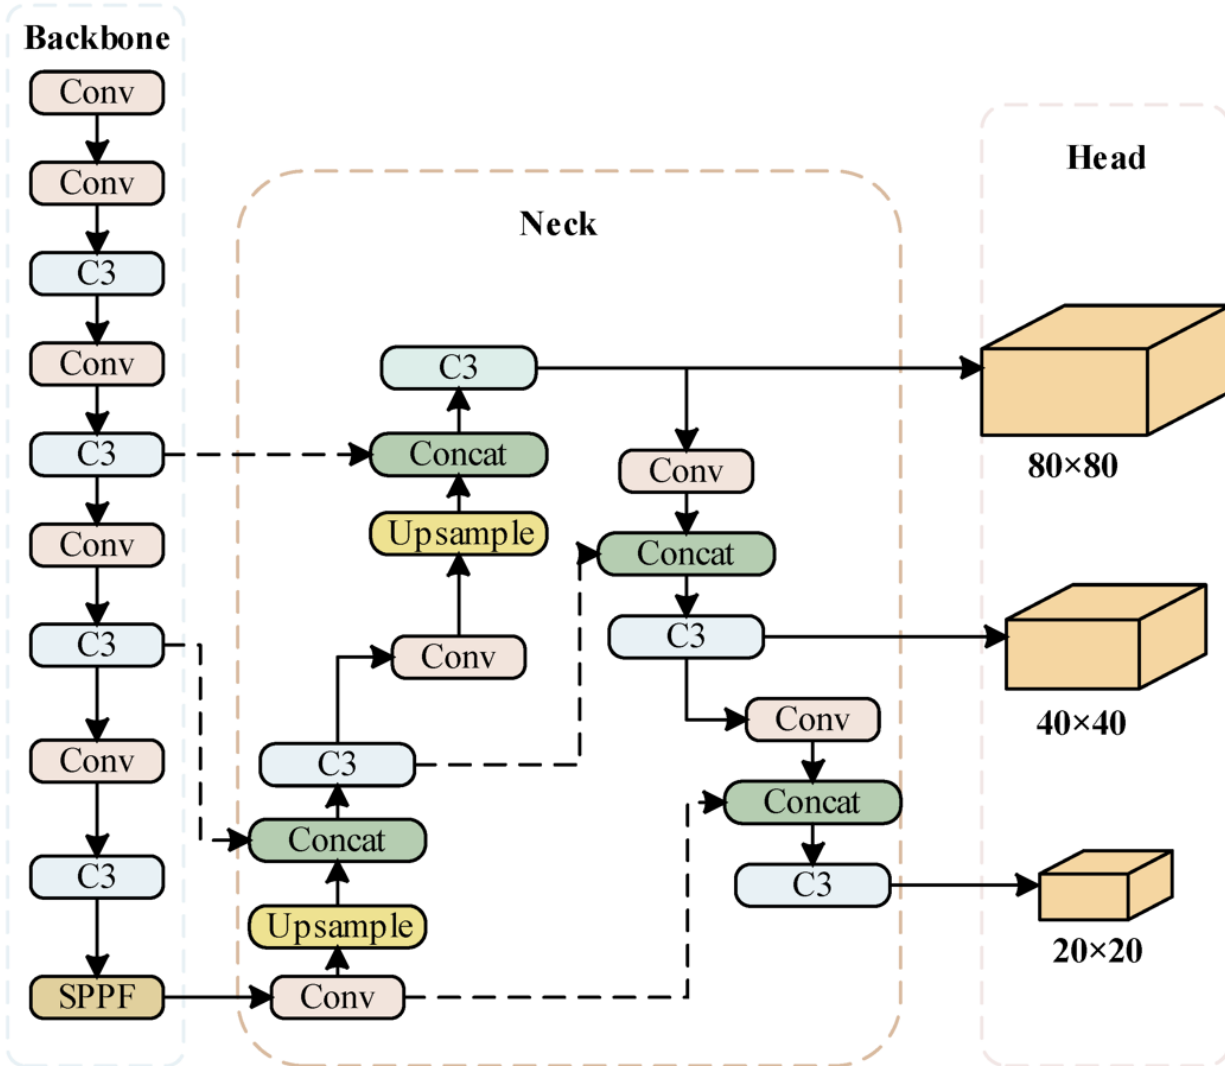 Backbone
Conv
Conv
C3
Conv
C3
Conv
C3
Conv
C3
SPPF
Neck
C3
Concat
Upsample
Conv
C3
Concat
Upsample
Conv
Conv
Concat
C3
Conv
Concat
C3
Head
80×80
40×40
20×20